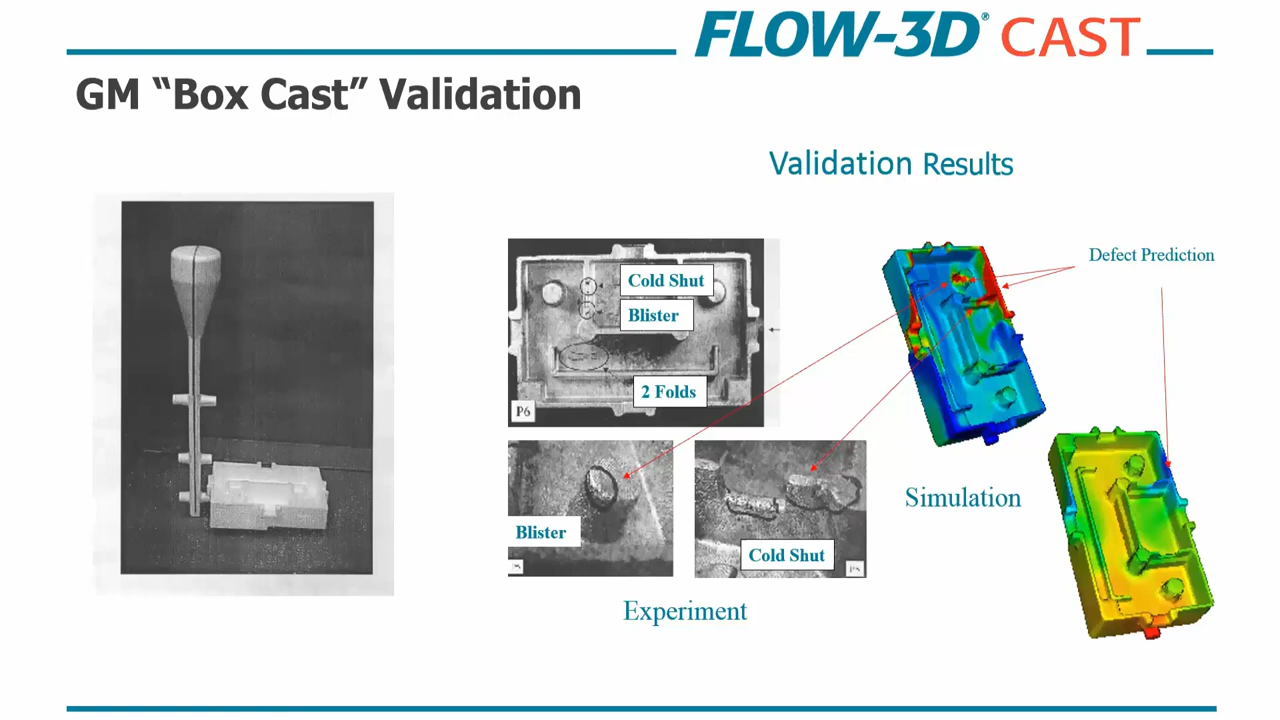 FLOW-3D® CAST
GM “Box Cast” Validation
Validation Results
Cold Shut
Blister
2 Folds
P6
Defect Prediction
Blister
Cold Shut
Simulation
Experiment